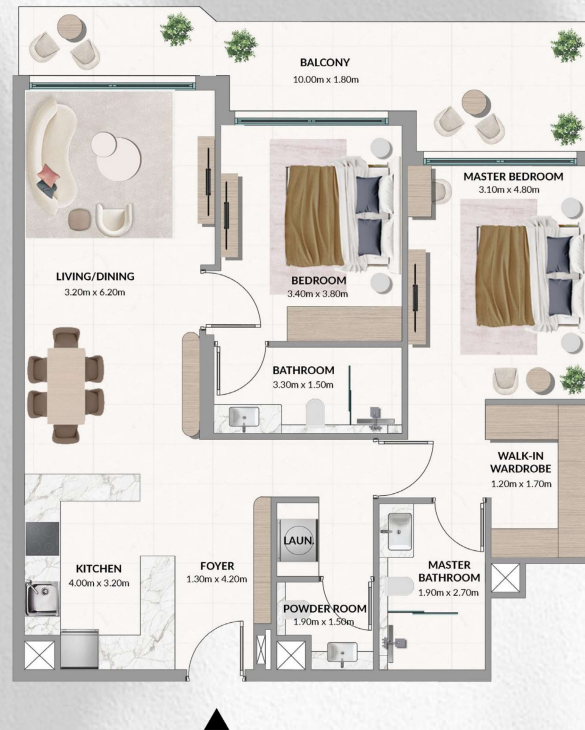 BALCONY
10.00m x 1.80m
MASTER BEDROOM
3.10m x 4.80m
LIVING/DINING
3.20m x 6.20m
BEDROOM
3.40m x 3.80m
BATHROOM
3.30m x 1.50m
WALK-IN
WARDROBE
1.20m x 1.70m
LAUN.
KITCHEN
4.00m x 3.20m
FOYER
1.30m x 4.20m
MASTER
BATHROOM
1.90m x 2.70m
POWDER ROOM
1.90m x 1.50m